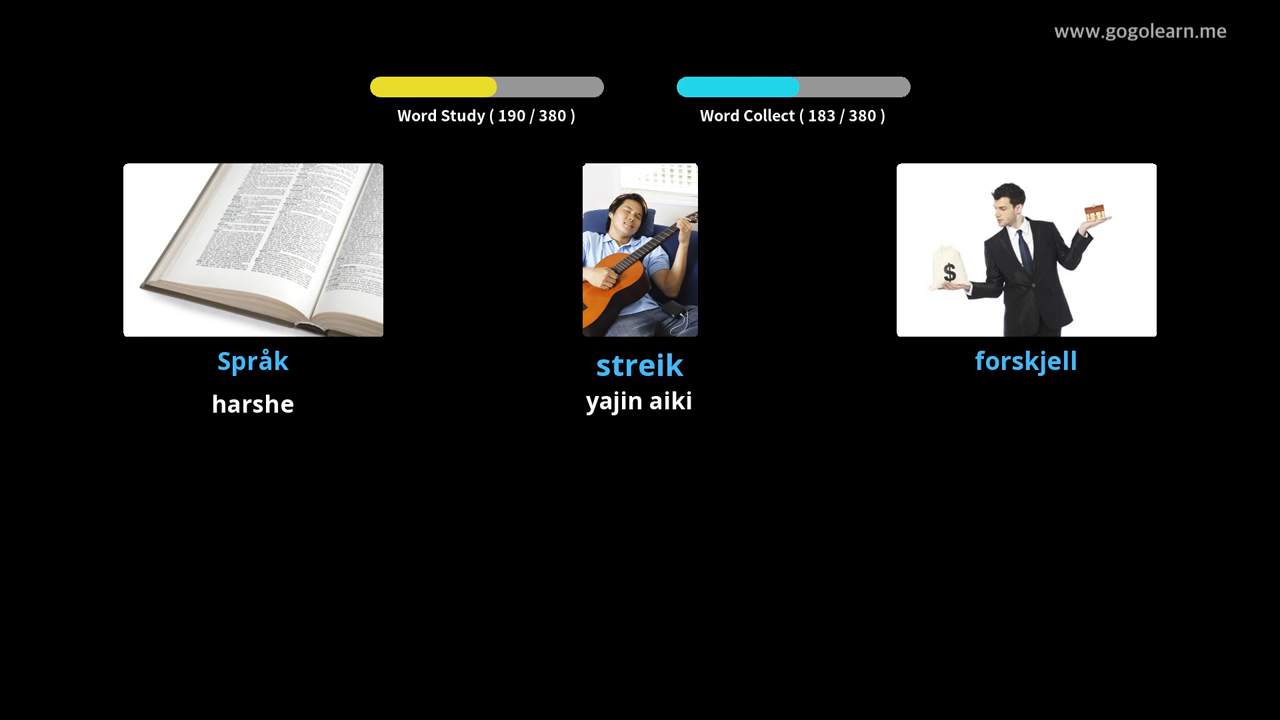 www.gogolearn.me
Word Study ( 190 / 380 )
Word Collect ( 183 / 380 )
Språk
streik
forskjell
harshe
yajin aiki
$